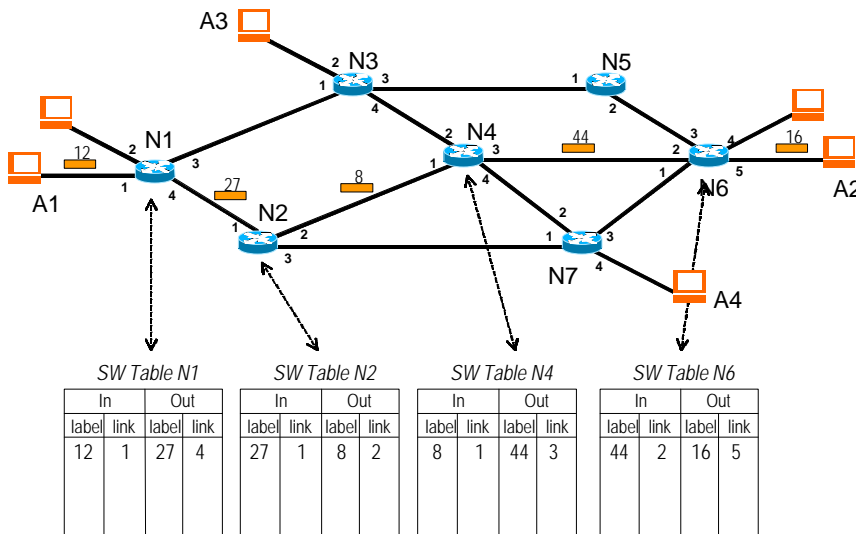 A3
2 N3 3 1 N5
1 4 2
12 2 N1 3
2 N4 3 44 3 4 16
1 4 27 8 1 4 2 5
A1 N2 1 N6 A2
1 2 3
2 1 3 4
N7 A4
SW Table N1 SW Table N2 SW Table N4 SW Table N6
In Out In Out In Out In Out
label link label link label link label link label link label link label link label link
12 1 27 4 27 1 8 2 8 1 44 3 44 2 16 5